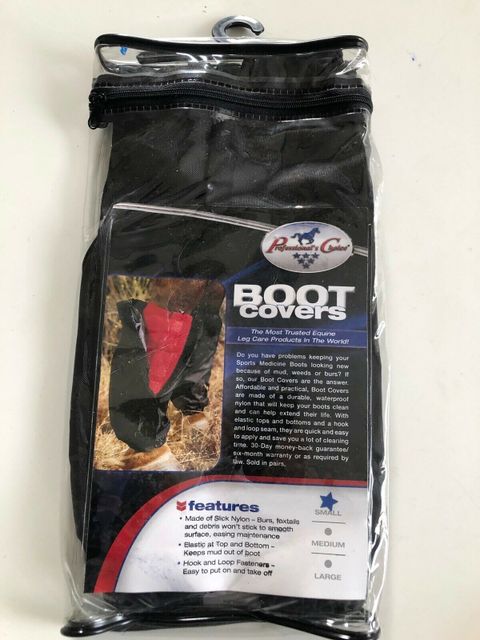 Professional's Choice
BOOT
covers
The Most Trusted Equine
Leg Care Products In The World!
Do you have problems keeping your
Sports Medicine Boots looking new
because of mud, weeds or burs? If
so, our Boot Covers are the answer.
Affordable and practical, Boot Covers
are made of a durable, waterproof
nylon that will keep your boots clean
and can help extend their life. With
elastic tops and bottoms and a hook
and loop seam, they are quick and easy
to apply and save you a lot of cleaning
time. 30-Day money-back guarantee/
six-month warranty or as required by
law. Sold in pairs.
features
• Made of Slick Nylon – Burs, foxtails
and debris won't stick to smooth
surface, easing maintenance
• Elastic at Top and Bottom –
Keeps mud out of boot
• Hook and Loop Fasteners –
Easy to put on and take off
SMALL
MEDIUM
LARGE